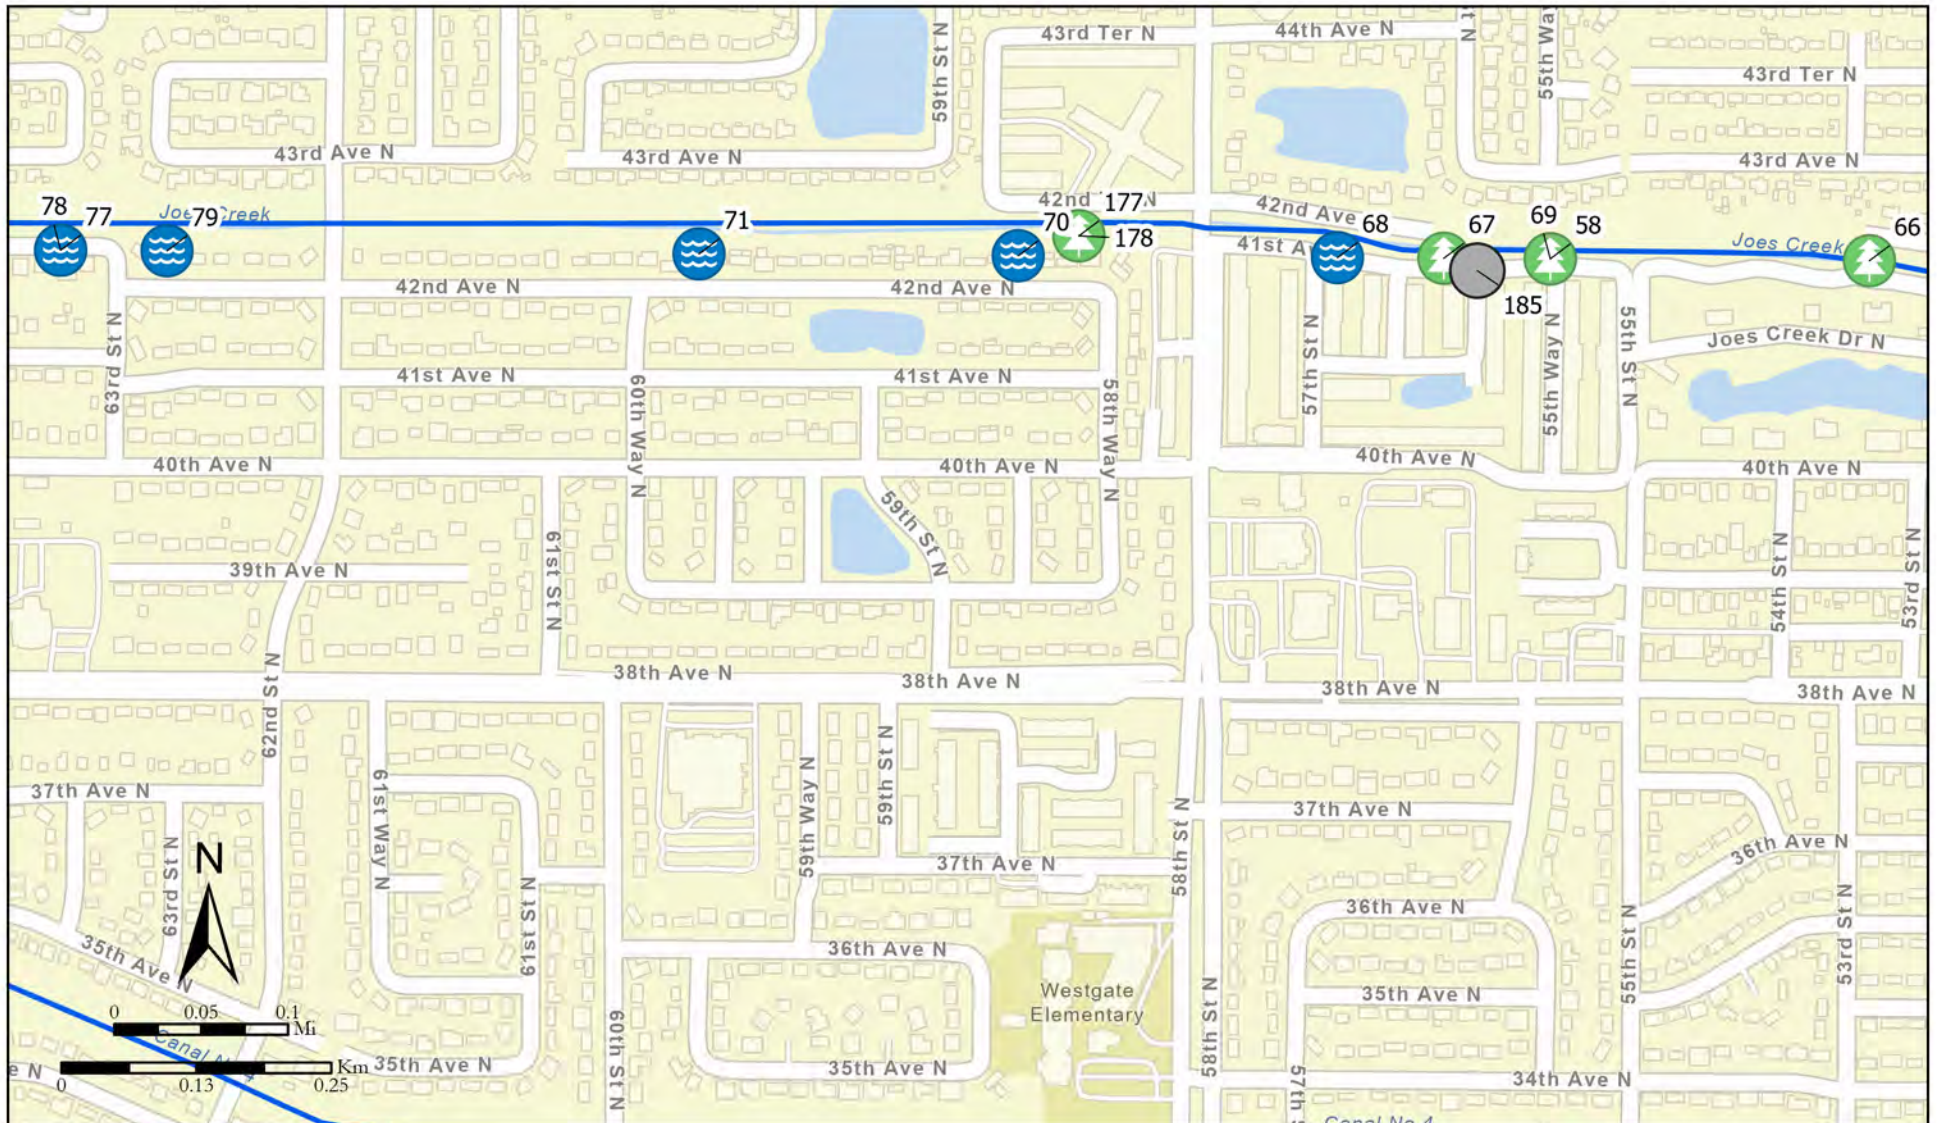 43rd Ter N
44th Ave N
St N
55th Way N
59th St N
43rd Ter N
43rd Ave N
43rd Ave N
43rd Ave N
78
77
Joes Creek
79
71
42nd
N
177
70
178
42nd Ave
41st
68
67
69
58
185
Joes Creek
66
42nd Ave N
42nd Ave N
63rd St N
41st Ave N
41st Ave N
60th Way N
58th Way N
57th St N
55th Way N
55th St N
Joes Creek Dr N
40th Ave N
40th Ave N
40th Ave N
40th Ave N
59th St N
61st St N
39th Ave N
54th St N
53rd St N
62nd St N
38th Ave N
38th Ave N
38th Ave N
38th Ave N
37th Ave N
61st Way N
59th Way N
59th St N
37th Ave N
58th St N
37th Ave N
36th Ave N
63rd St N
N
61st St N
36th Ave N
36th Ave N
55th St N
53rd St N
35th Ave N
35th Ave N
Westgate
Elementary
58th St N
0 0.05 0.1
Mi
Canal N
60th St N
35th Ave N
35th Ave N
Km
0 0.13 0.25
e N
57th S
34th Ave N
Canal No 4